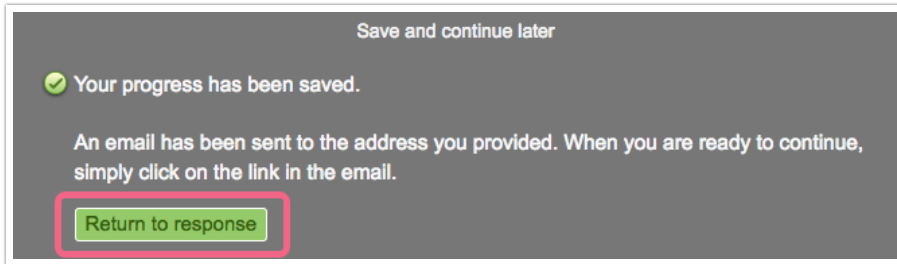 Save and continue later
Your progress has been saved.
An email has been sent to the address you provided. When you are ready to continue,
simply click on the link in the email.
Return to response